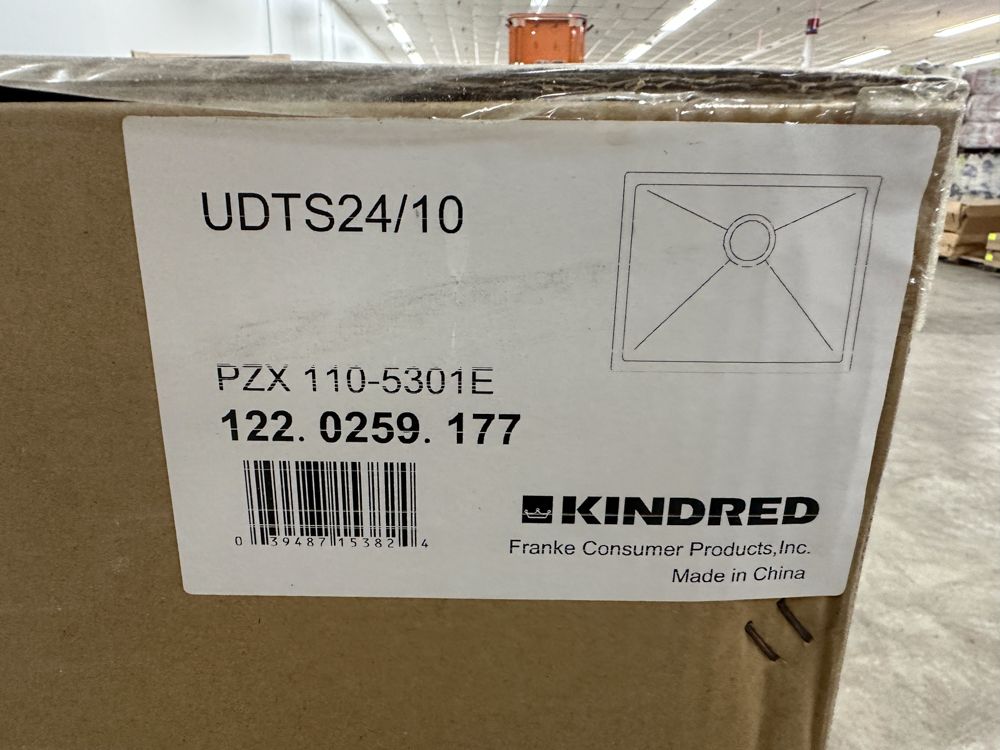 UDTS24/10
PZX 110-5301E
122. 0259. 177
0 39487 15382 4
KINDRED
Franke Consumer Products,Inc.
Made in China